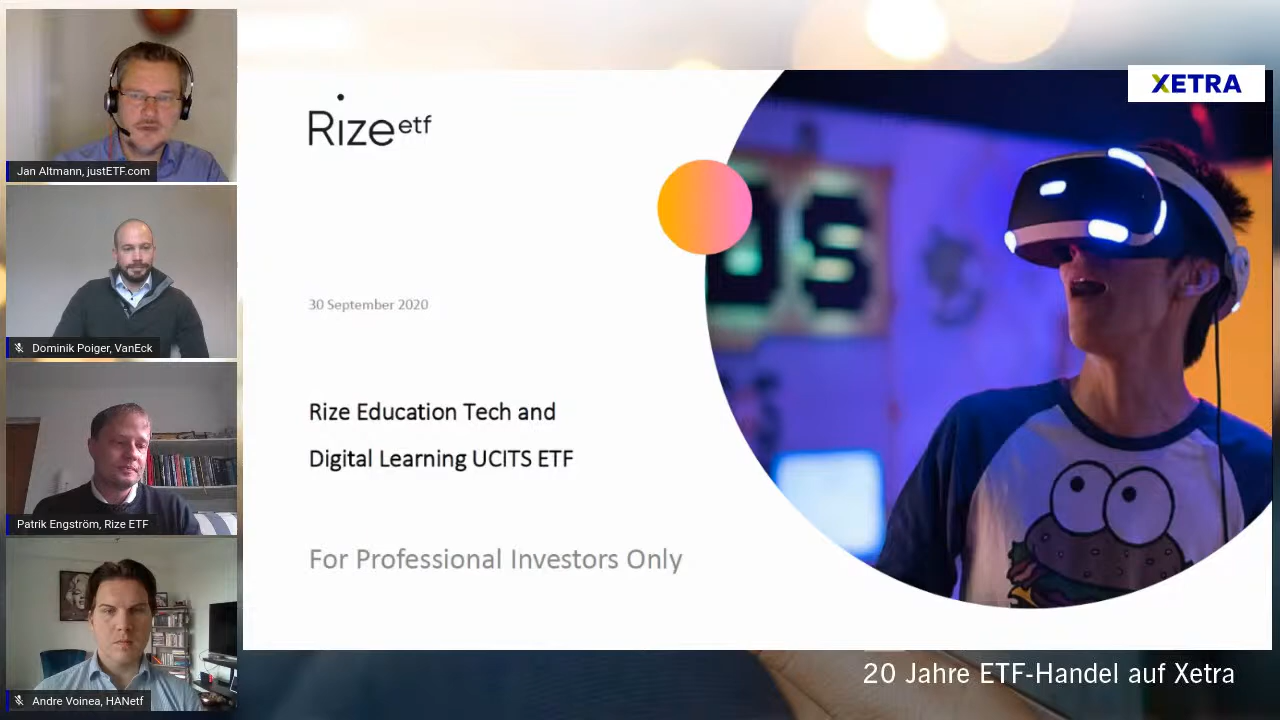 Jan Altmann, justETF.com
Dominik Poiger, VanEck
Patrik Engström, Rize ETF
Andre Voinea, HANetf
Rize etf
30 September 2020
Rize Education Tech and
Digital Learning UCITS ETF
For Professional Investors Only
XETRA
20 Jahre ETF-Handel auf Xetra